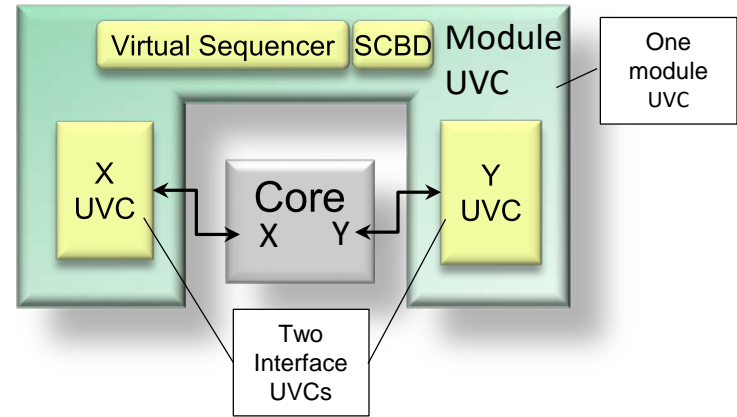 Virtual Sequencer
SCBD
Module
UVC
One
module
UVC
X
UVC
Core
X Y
Y
UVC
Two
Interface
UVCs